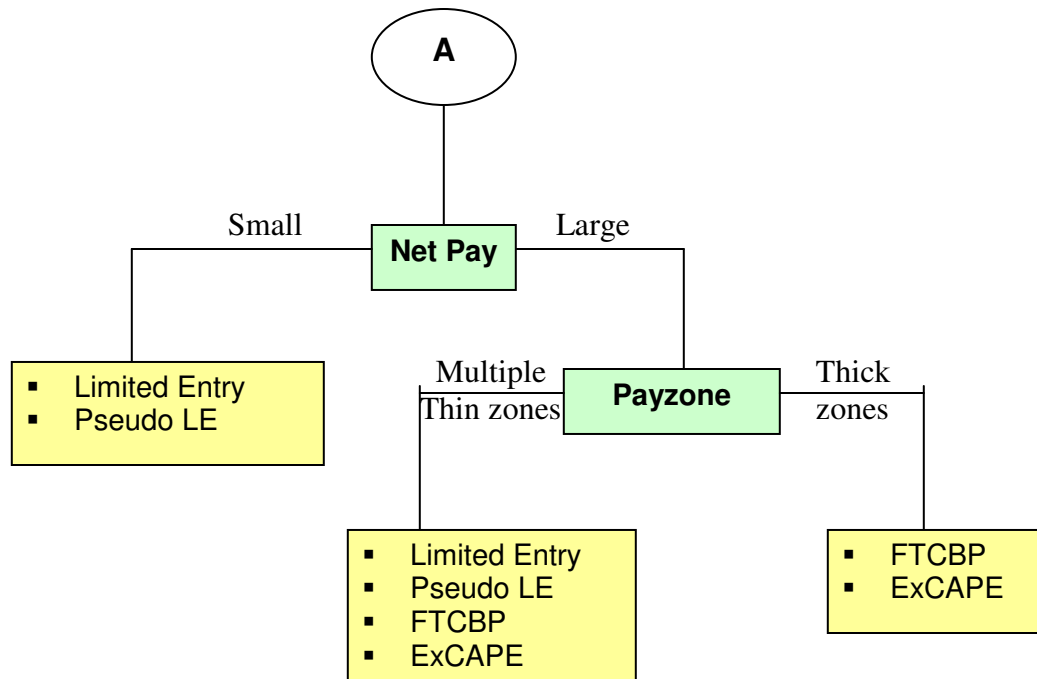 A
Small
Large
Net Pay
▪ Limited Entry
▪ Pseudo LE
Multiple
Thin zones
Payzone
Thick
zones
▪ Limited Entry
▪ Pseudo LE
▪ FTCBP
▪ ExCAPE
▪ FTCBP
▪ ExCAPE